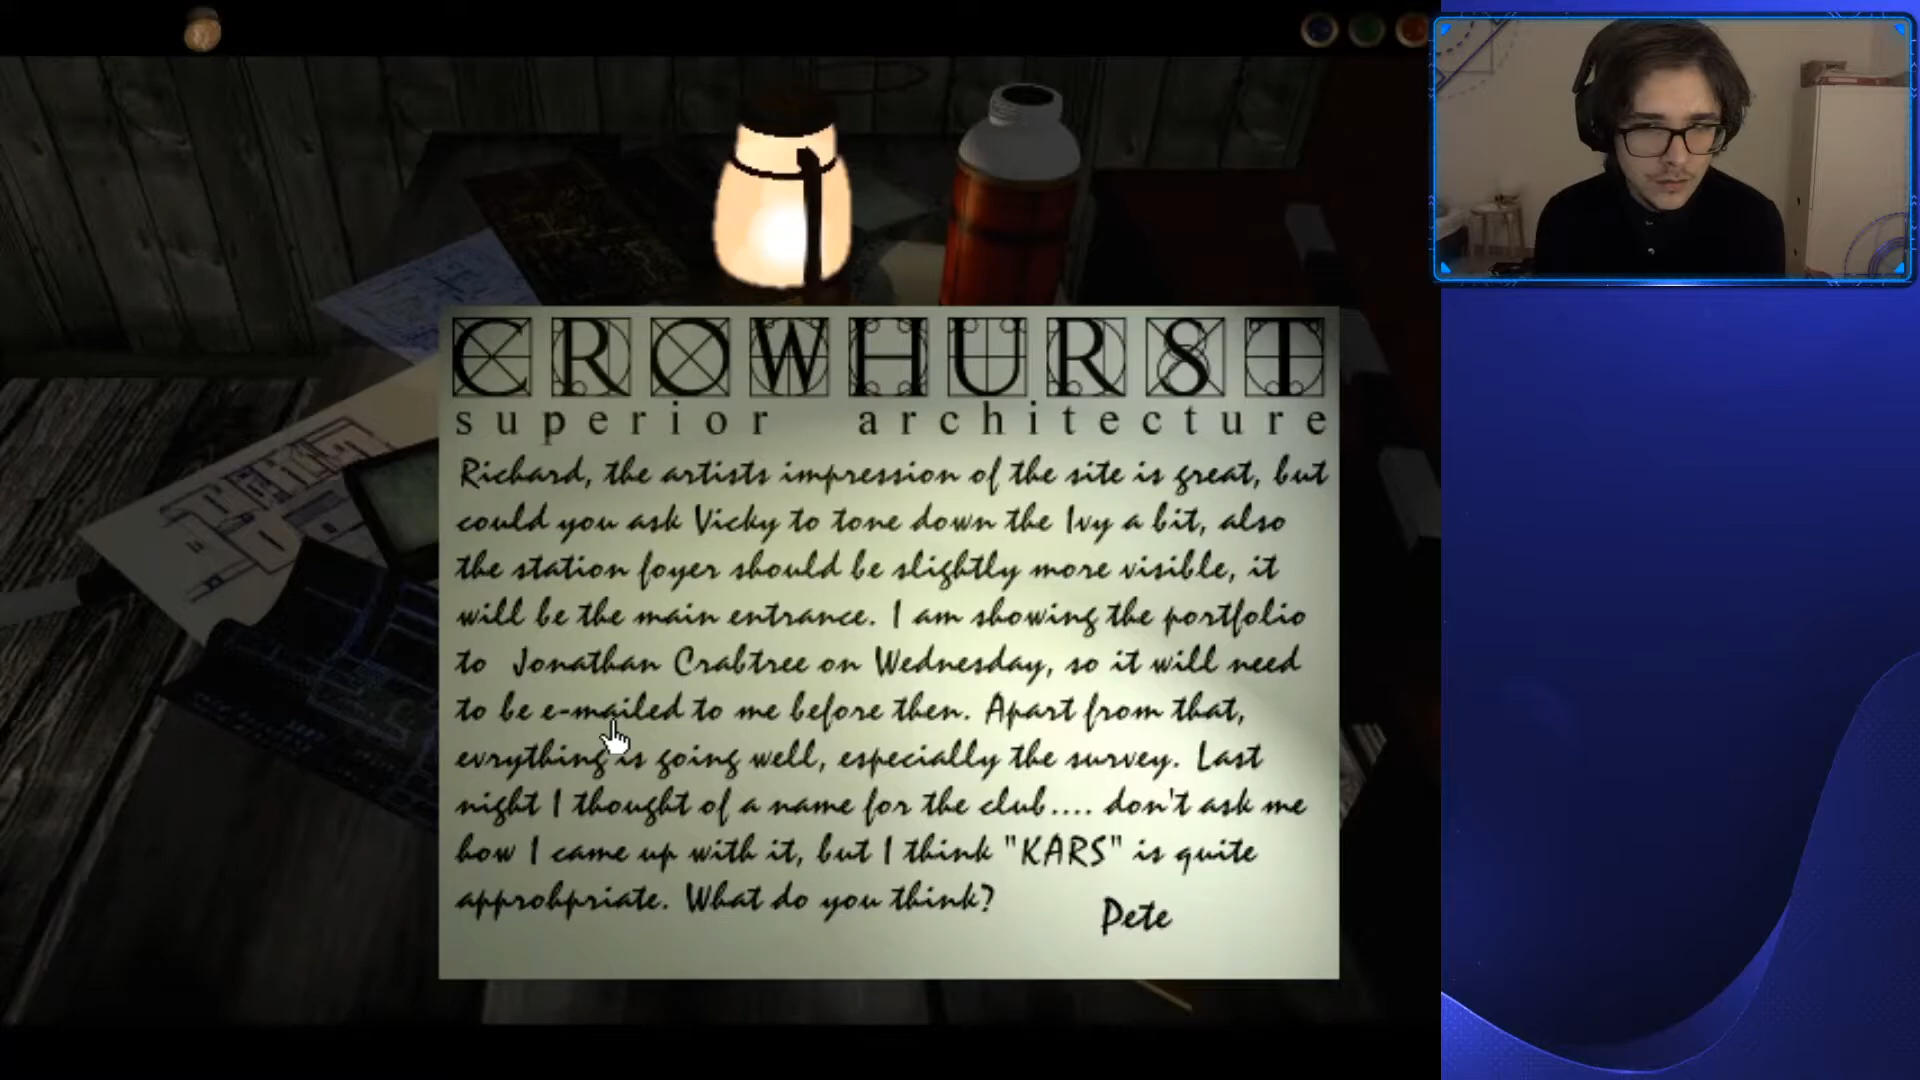 CROWHURST
superior architecture
Richard, the artists impression of the site is great, but
could you ask Vicky to tone down the Ivy a bit, also
the station foyer should be slightly more visible, it
will be the main entrance. I am showing the portfolio
to Jonathan Crabtree on Wednesday, so it will need
to be e-mailed to me before then. Apart from that,
evrything is going well, especially the survey. Last
night I thought of a name for the club.... don't ask me
how I came up with it, but I think "KARS" is quite
approhpriate. What do you think?
Pete